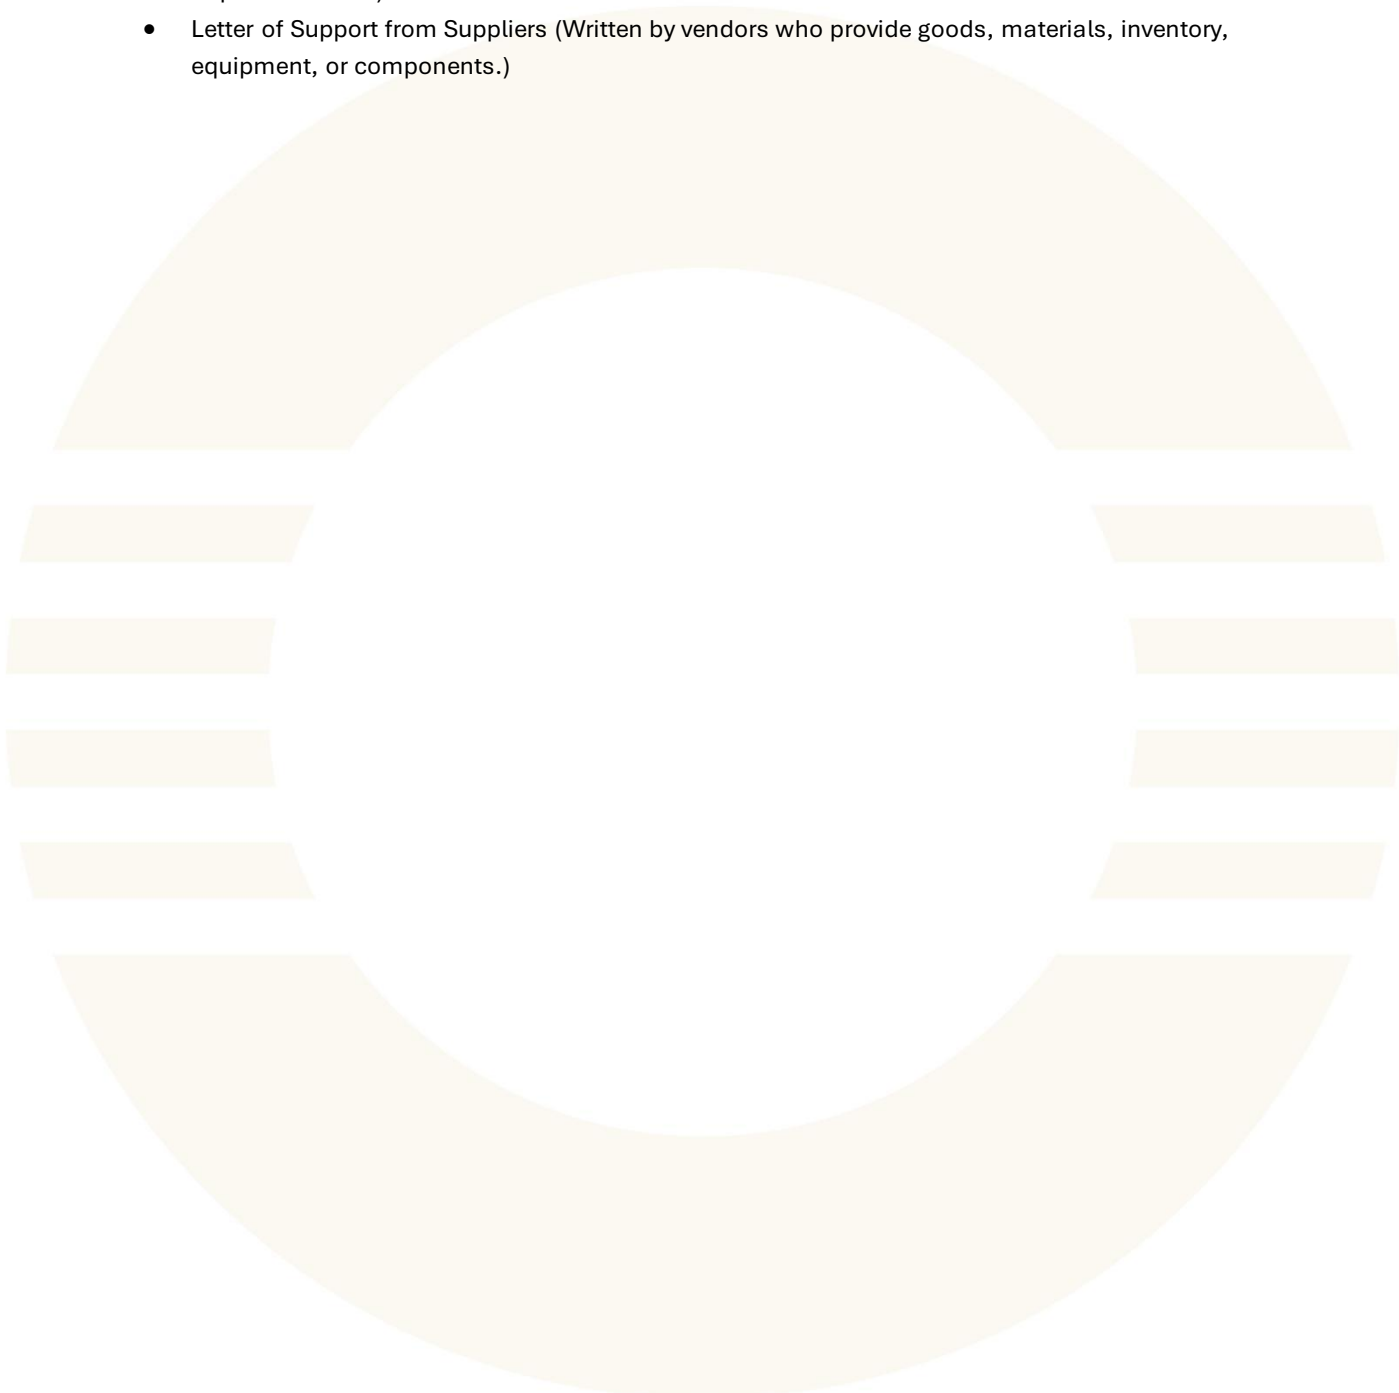 ● Letter of Support from Suppliers (Written by vendors who provide goods, materials, inventory,
equipment, or components.)